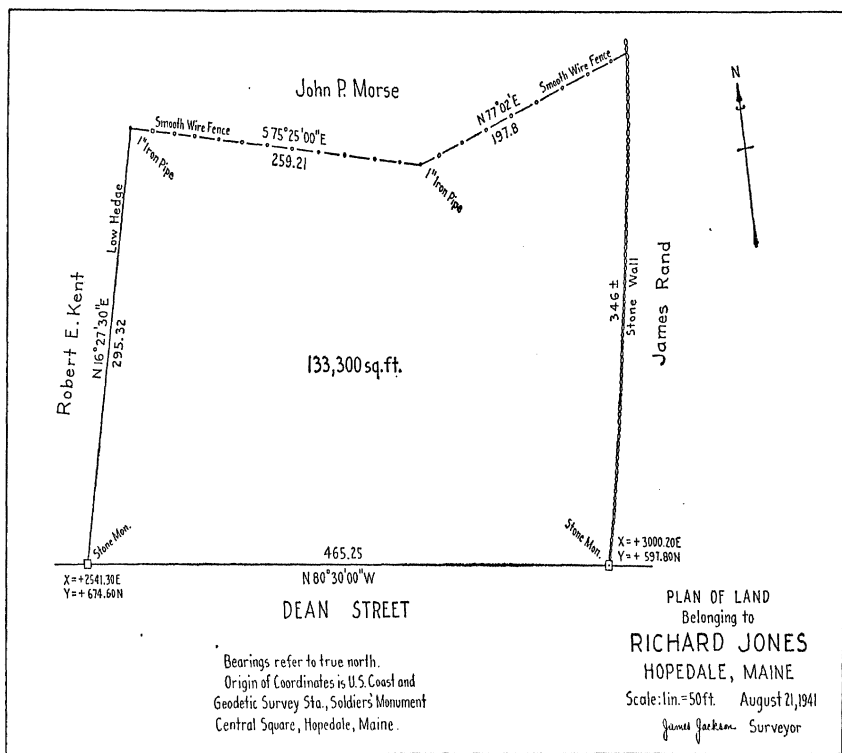 John P. Morse
Smooth Wire Fence
S 75° 25' 00" E
259.21
1" Iron Pipe
N 77° 02' E
197.8
Smooth Wire Fence
1" Iron Pipe
N
Robert E. Kent
N 16° 27' 30" E
295.32
Low Hedge
133,300 sq.ft.
346 ±
Stone Wall
James Rand
Stone Mon.
X = +2541.30 E
Y = + 674.60 N
465.25
N 80° 30' 00" W
Stone Mon.
X = + 3000.20 E
Y = + 597.80 N
DEAN STREET
Bearings refer to true north.
Origin of Coordinates is U.S. Coast and
Geodetic Survey Sta., Soldiers' Monument
Central Square, Hopedale, Maine.
PLAN OF LAND
Belonging to
RICHARD JONES
HOPEDALE, MAINE
Scale: 1in.=50ft. August 21, 1941
James Jackson Surveyor